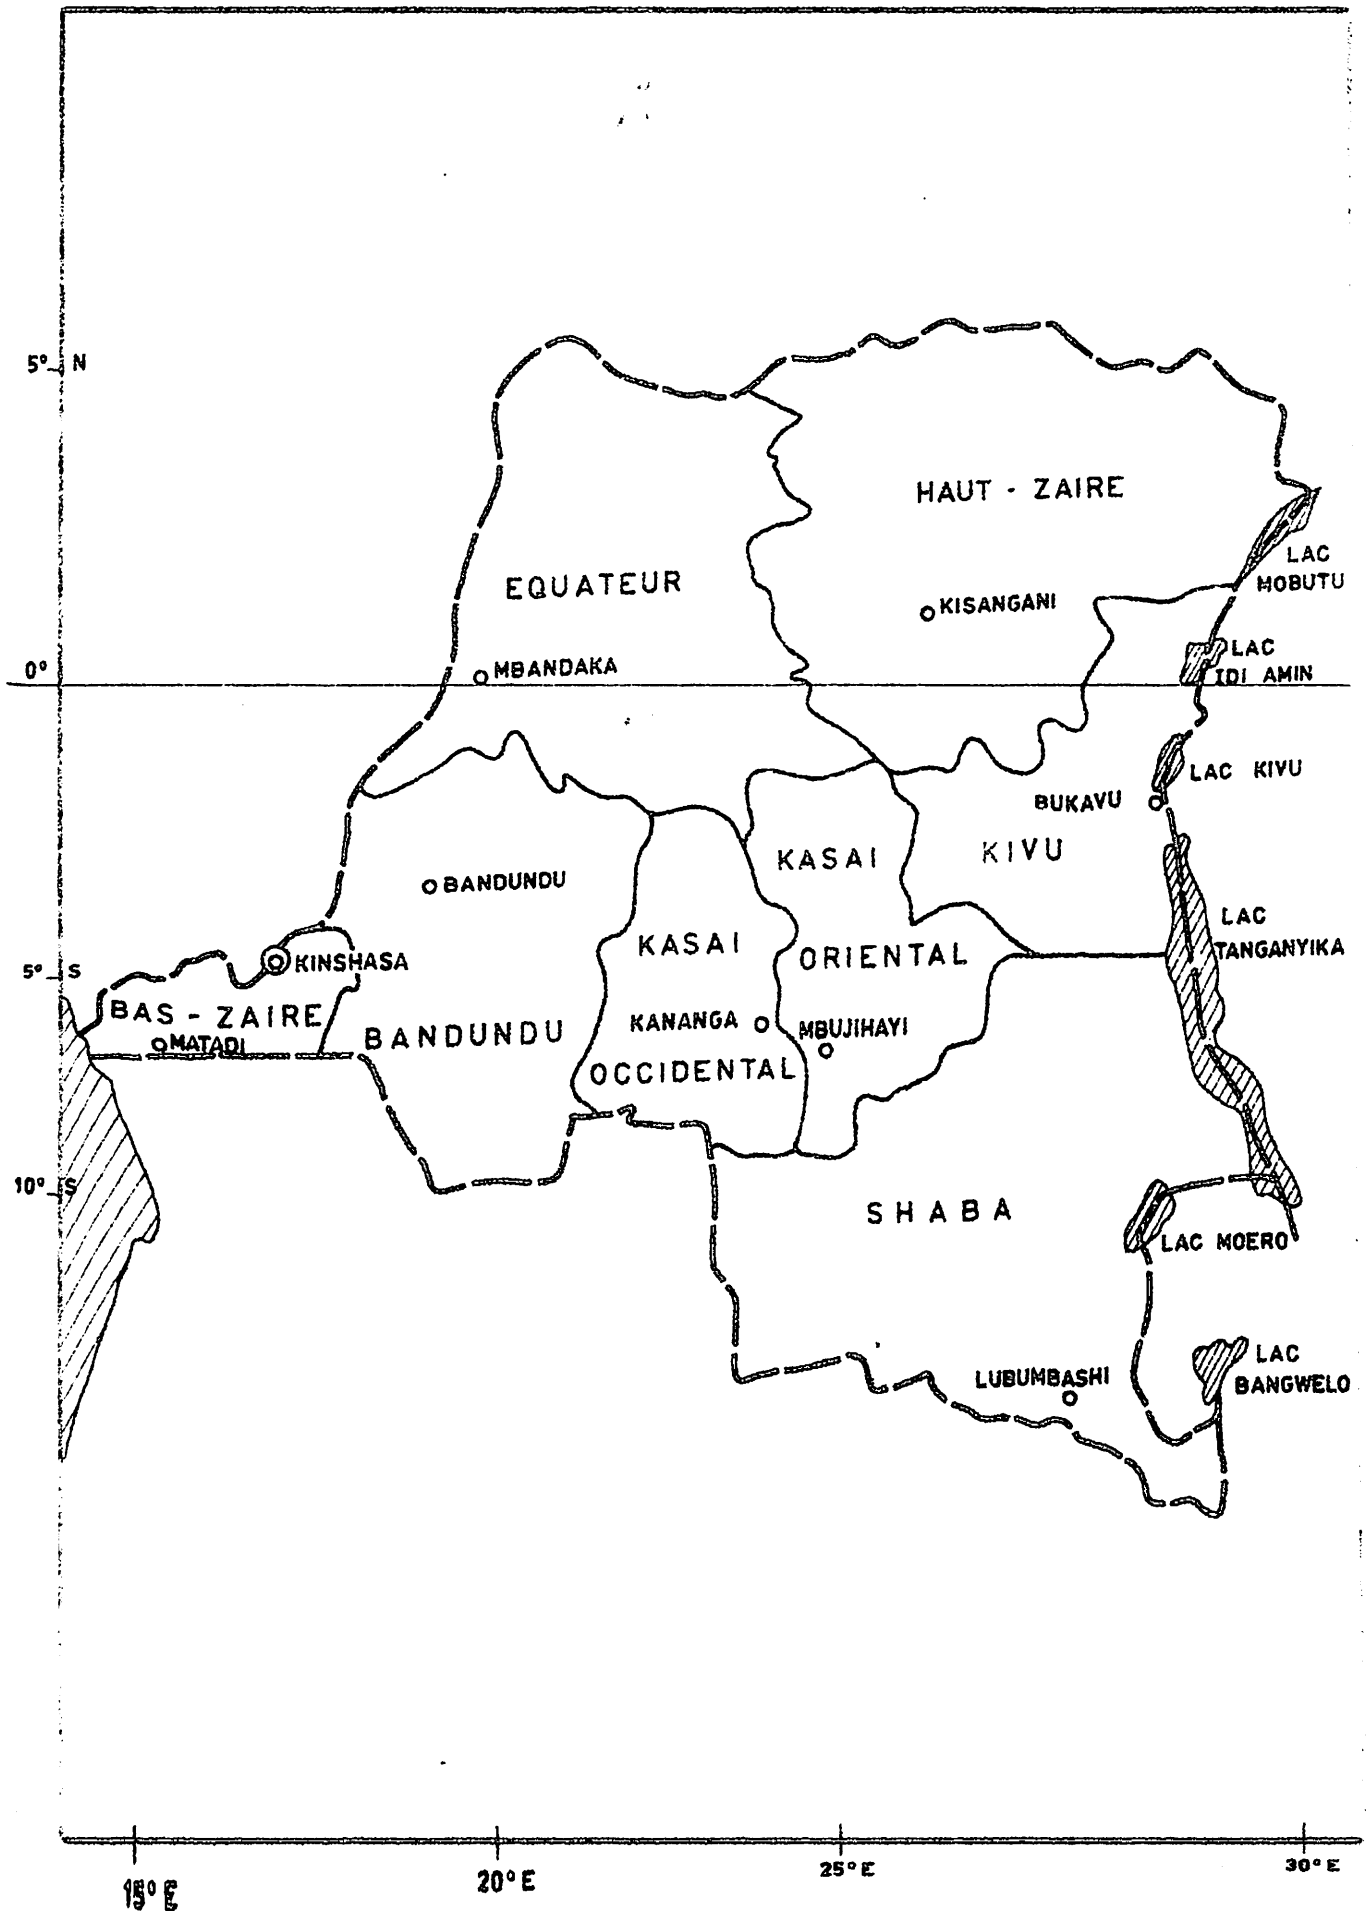 5° N
HAUT - ZAIRE
LAC
MOBUTU
EQUATEUR
KISANGANI
LAC
IDI AMIN
0°
MBANDAKA
LAC KIVU
BUKAVU
KASAI
KIVU
BANDUNDU
LAC
TANGANYIKA
KASAI
ORIENTAL
KINSHASA
5° S
BAS - ZAIRE
MATADI
BANDUNDU
KANANGA
MBUJIHAYI
OCCIDENTAL
10° S
SHABA
LAC MOERO
LUBUMBASHI
LAC
BANGWELO
15° E
20° E
25° E
30° E